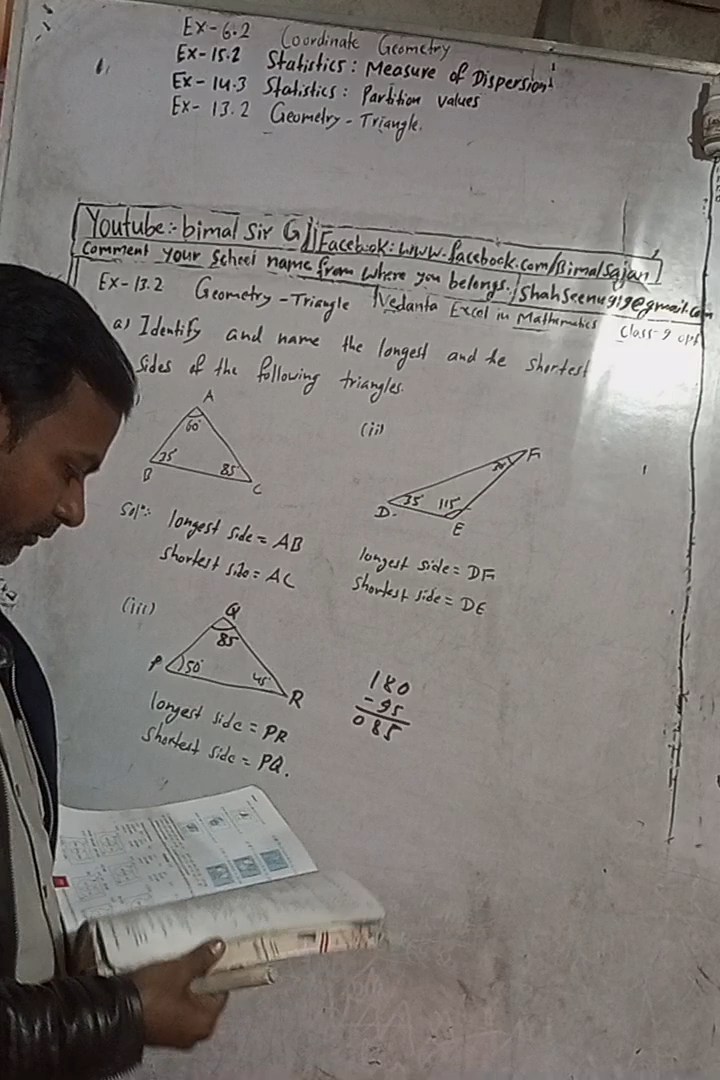 Ex-6.2 Coordinate Geometry
Ex-15.2 Statistics: Measure of Dispersion
Ex-14.3 Statistics: Partition values
Ex-13.2 Geometry-Triangle.
Youtube:- bimal sir G
Facebook: www.facebook.com/Bimalsajan
Comment your school name from where you belongs.
Ex-13.2 Geometry-Triangle
Vedanta Excel in Mathematics Class-9 opt
a) Identify and name the longest and the shortest
sides of the following triangles.
A
60°
B
35°
85°
C
(ii)
F
D
35°
115°
E
Solⁿ: longest side = AB
shortest side = AC
longest side = DF
shortest side = DE
(iii)
Q
85
P
50°
45°
R
longest side = PR
shortest side = PQ.
180
-95
085